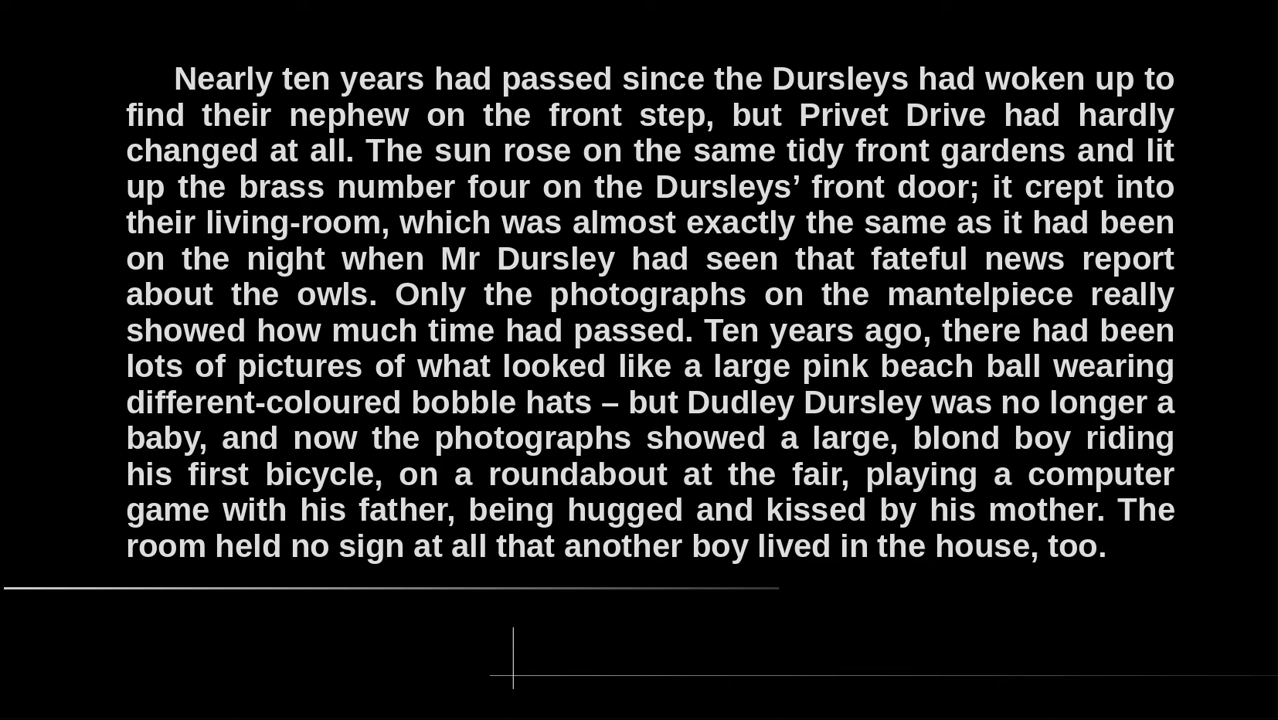 Nearly ten years had passed since the Dursleys had woken up to
find their nephew on the front step, but Privet Drive had hardly
changed at all. The sun rose on the same tidy front gardens and lit
up the brass number four on the Dursleys’ front door; it crept into
their living-room, which was almost exactly the same as it had been
on the night when Mr Dursley had seen that fateful news report
about the owls. Only the photographs on the mantelpiece really
showed how much time had passed. Ten years ago, there had been
lots of pictures of what looked like a large pink beach ball wearing
different-coloured bobble hats – but Dudley Dursley was no longer a
baby, and now the photographs showed a large, blond boy riding
his first bicycle, on a roundabout at the fair, playing a computer
game with his father, being hugged and kissed by his mother. The
room held no sign at all that another boy lived in the house, too.